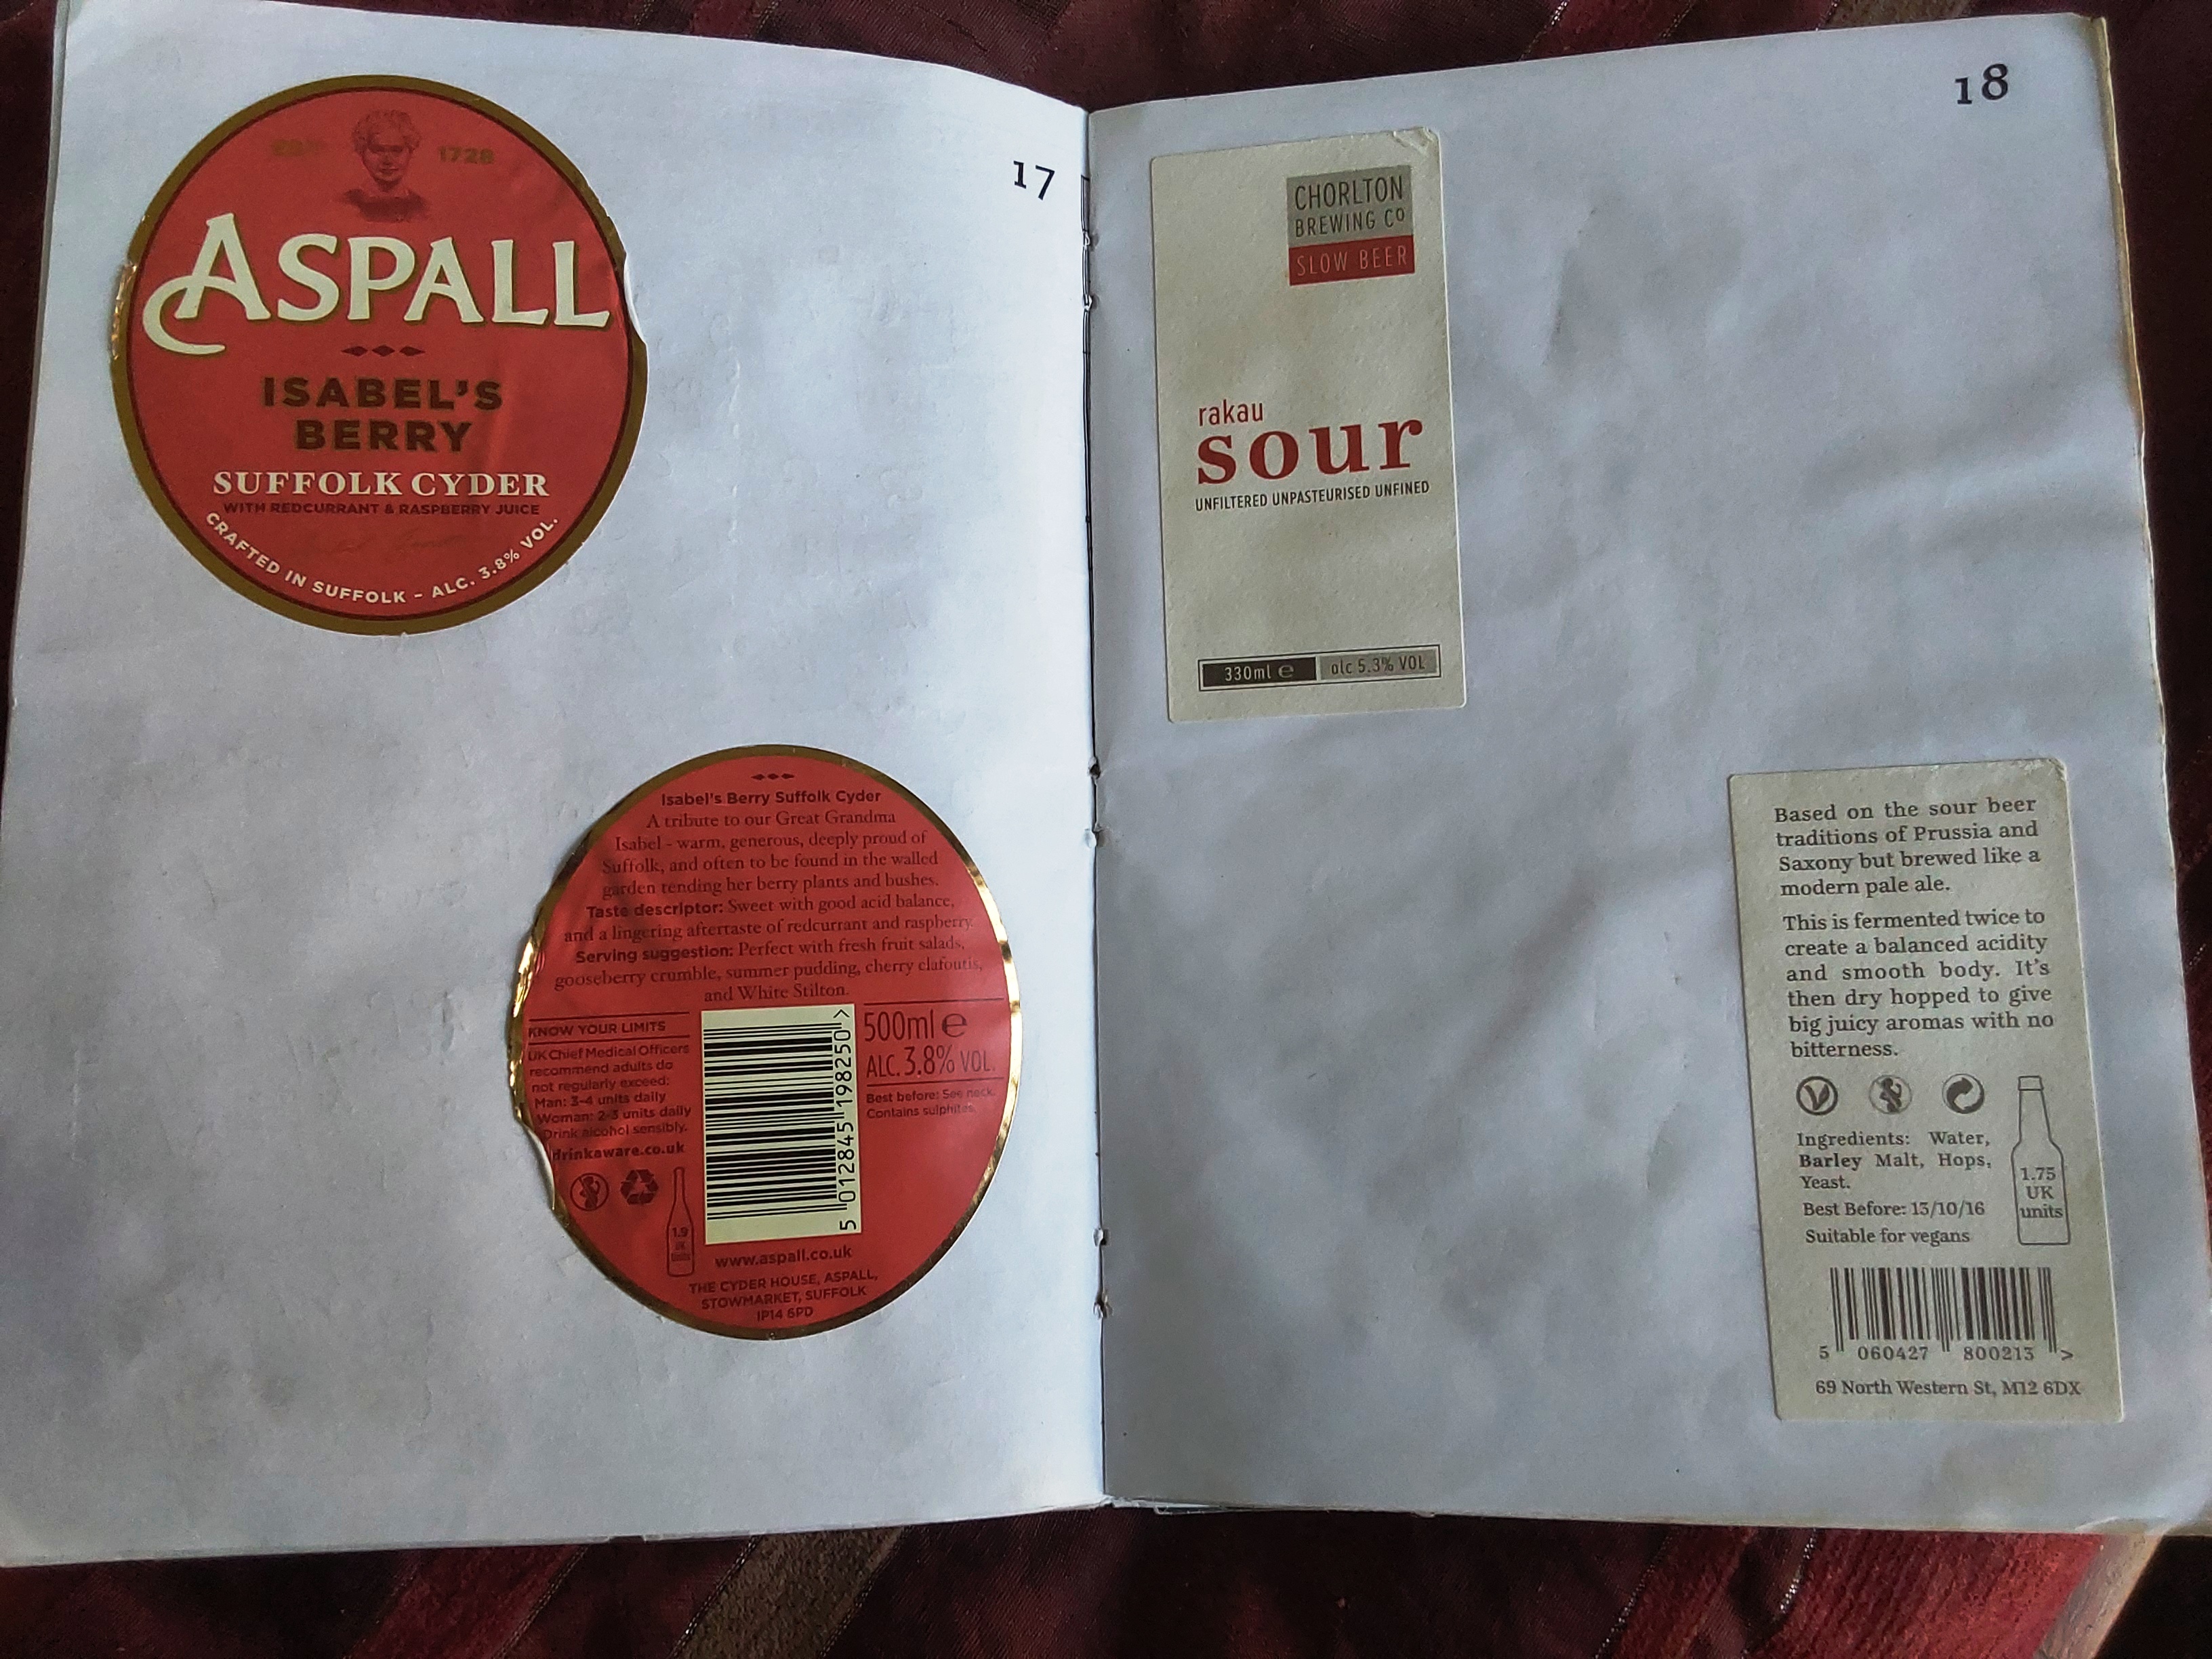 17
EST 1728
ASPALL
ISABEL'S
BERRY
SUFFOLK CYDER
WITH REDCURRANT & RASPBERRY JUICE
CRAFTED IN SUFFOLK - ALC. 3.8% VOL.
Isabel's Berry Suffolk Cyder
A tribute to our Great Grandma
Isabel - warm, generous, deeply proud of
Suffolk, and often to be found in the walled
garden tending her berry plants and bushes.
Taste descriptor: Sweet with good acid balance,
and a lingering aftertaste of redcurrant and raspberry.
Serving suggestion: Perfect with fresh fruit salads,
gooseberry crumble, summer pudding, cherry clafoutis,
and White Stilton.
KNOW YOUR LIMITS
UK Chief Medical Officers
recommend adults do
not regularly exceed:
Man: 3-4 units daily
Woman: 2-3 units daily
Drink alcohol sensibly.
drinkaware.co.uk
1.9
UK
Units
5 012845 198250 >
500ml e
ALC. 3.8% VOL.
Best before: See neck.
Contains sulphites.
www.aspall.co.uk
THE CYDER HOUSE, ASPALL,
STOWMARKET, SUFFOLK
IP14 6PD
18
CHORLTON
BREWING Co
SLOW BEER
rakau
sour
UNFILTERED UNPASTEURISED UNFINED
330ml e alc 5.3% VOL
Based on the sour beer
traditions of Prussia and
Saxony but brewed like a
modern pale ale.
This is fermented twice to
create a balanced acidity
and smooth body. It's
then dry hopped to give
big juicy aromas with no
bitterness.
Ingredients: Water,
Barley Malt, Hops,
Yeast.
Best Before: 13/10/16
Suitable for vegans
1.75
UK
units
5 060427 800213 >
69 North Western St, M12 6DX